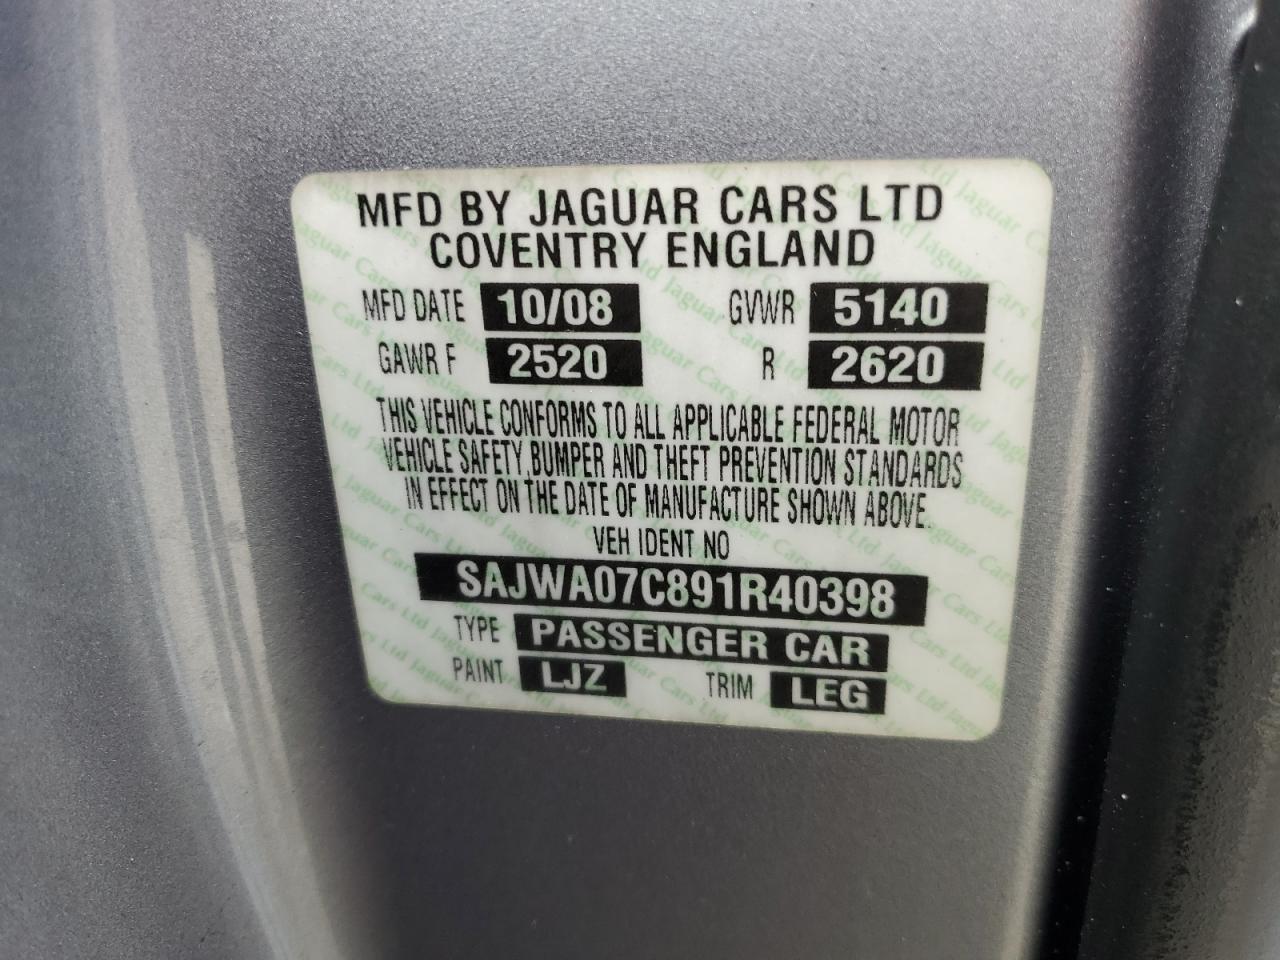 MFD BY JAGUAR CARS LTD
COVENTRY ENGLAND
MFD DATE 10/08 GVWR 5140
GAWR F 2520 R 2620
THIS VEHICLE CONFORMS TO ALL APPLICABLE FEDERAL MOTOR
VEHICLE SAFETY, BUMPER AND THEFT PREVENTION STANDARDS
IN EFFECT ON THE DATE OF MANUFACTURE SHOWN ABOVE.
VEH IDENT NO
SAJWA07C891R40398
TYPE PASSENGER CAR
PAINT LJZ TRIM LEG